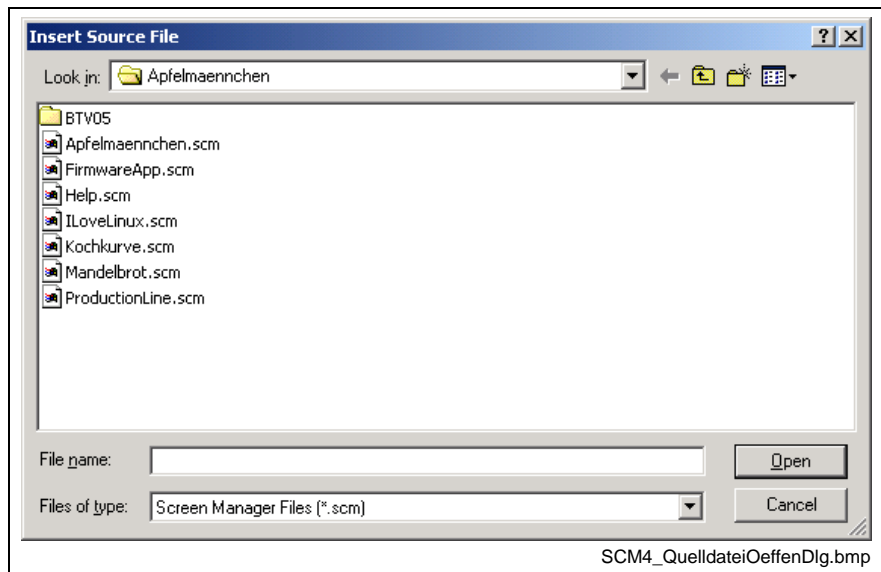 Insert Source File
Look in: Apfelmaennchen
BTV05
Apfelmaennchen.scm
FirmwareApp.scm
Help.scm
ILoveLinux.scm
Kochkurve.scm
Mandelbrot.scm
ProductionLine.scm
File name:
Open
Files of type: Screen Manager Files (*.scm)
Cancel
SCM4_QuelldateiOeffenDlg.bmp